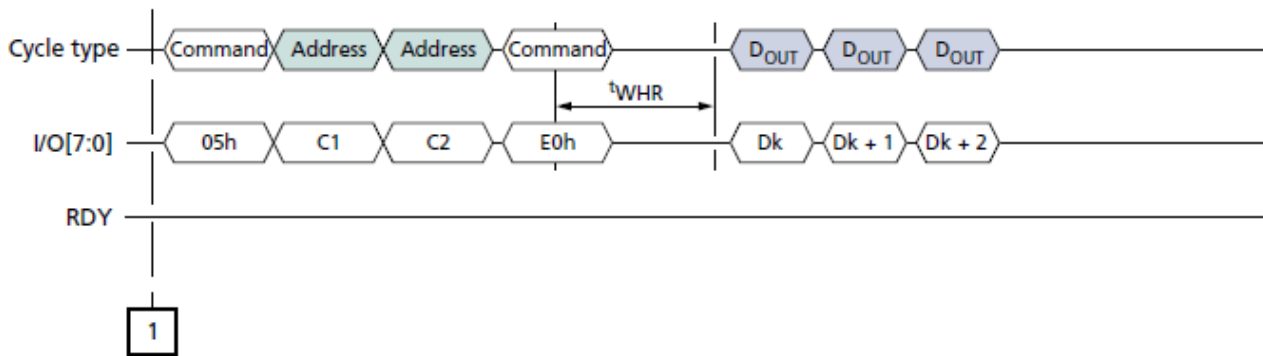 Cycle type Command Address Address Command DOUT DOUT DOUT
tWHR
I/O[7:0] 05h C1 C2 E0h Dk Dk + 1 Dk + 2
RDY
1